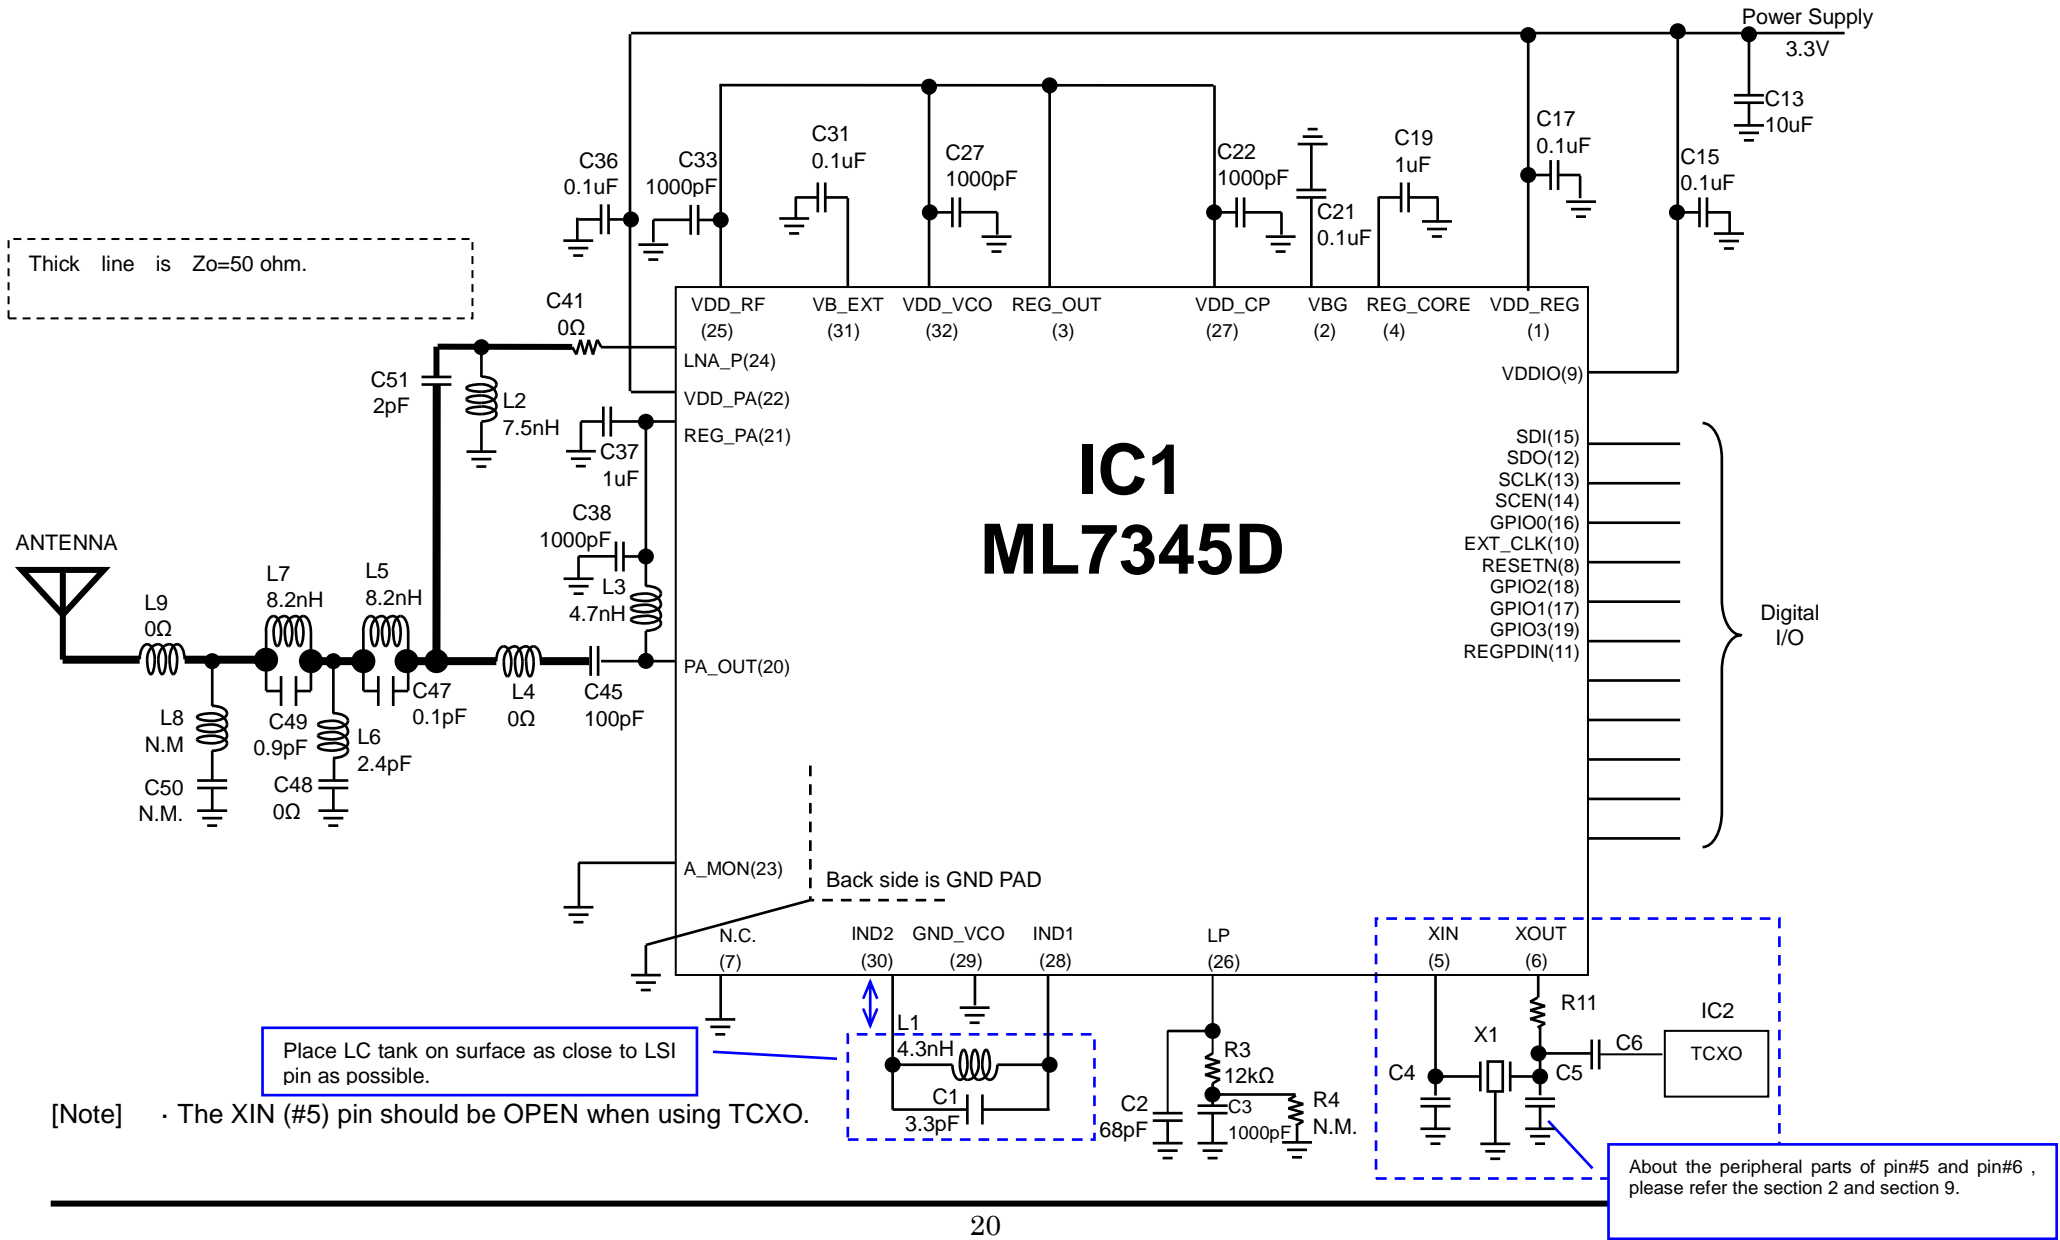 Power Supply
3.3V
C13
10uF
C17
0.1uF
C15
0.1uF
C19
1uF
C21
0.1uF
C22
1000pF
C27
1000pF
C31
0.1uF
C33
1000pF
C36
0.1uF
Thick line is Zo=50 ohm.
C41
0Ω
VDD_RF
(25)
VB_EXT
(31)
VDD_VCO
(32)
REG_OUT
(3)
VDD_CP
(27)
VBG
(2)
REG_CORE
(4)
VDD_REG
(1)
LNA_P(24)
VDD_PA(22)
REG_PA(21)
VDDIO(9)
C51
2pF
L2
7.5nH
C37
1uF
C38
1000pF
L3
4.7nH
IC1
ML7345D
SDI(15)
SDO(12)
SCLK(13)
SCEN(14)
GPIO0(16)
EXT_CLK(10)
RESETN(8)
GPIO2(18)
GPIO1(17)
GPIO3(19)
REGPDIN(11)
Digital
I/O
ANTENNA
L9
0Ω
L7
8.2nH
L5
8.2nH
PA_OUT(20)
L8
N.M
C50
N.M.
C49
0.9pF
L6
2.4pF
C48
0Ω
C47
0.1pF
L4
0Ω
C45
100pF
A_MON(23)
Back side is GND PAD
N.C.
(7)
IND2
(30)
GND_VCO
(29)
IND1
(28)
LP
(26)
XIN
(5)
XOUT
(6)
R11
IC2
TCXO
X1
C6
C4
C5
L1
4.3nH
C1
3.3pF
R3
12kΩ
C2
68pF
C3
1000pF
R4
N.M.
Place LC tank on surface as close to LSI
pin as possible.
[Note] · The XIN (#5) pin should be OPEN when using TCXO.
About the peripheral parts of pin#5 and pin#6 ,
please refer the section 2 and section 9.
20